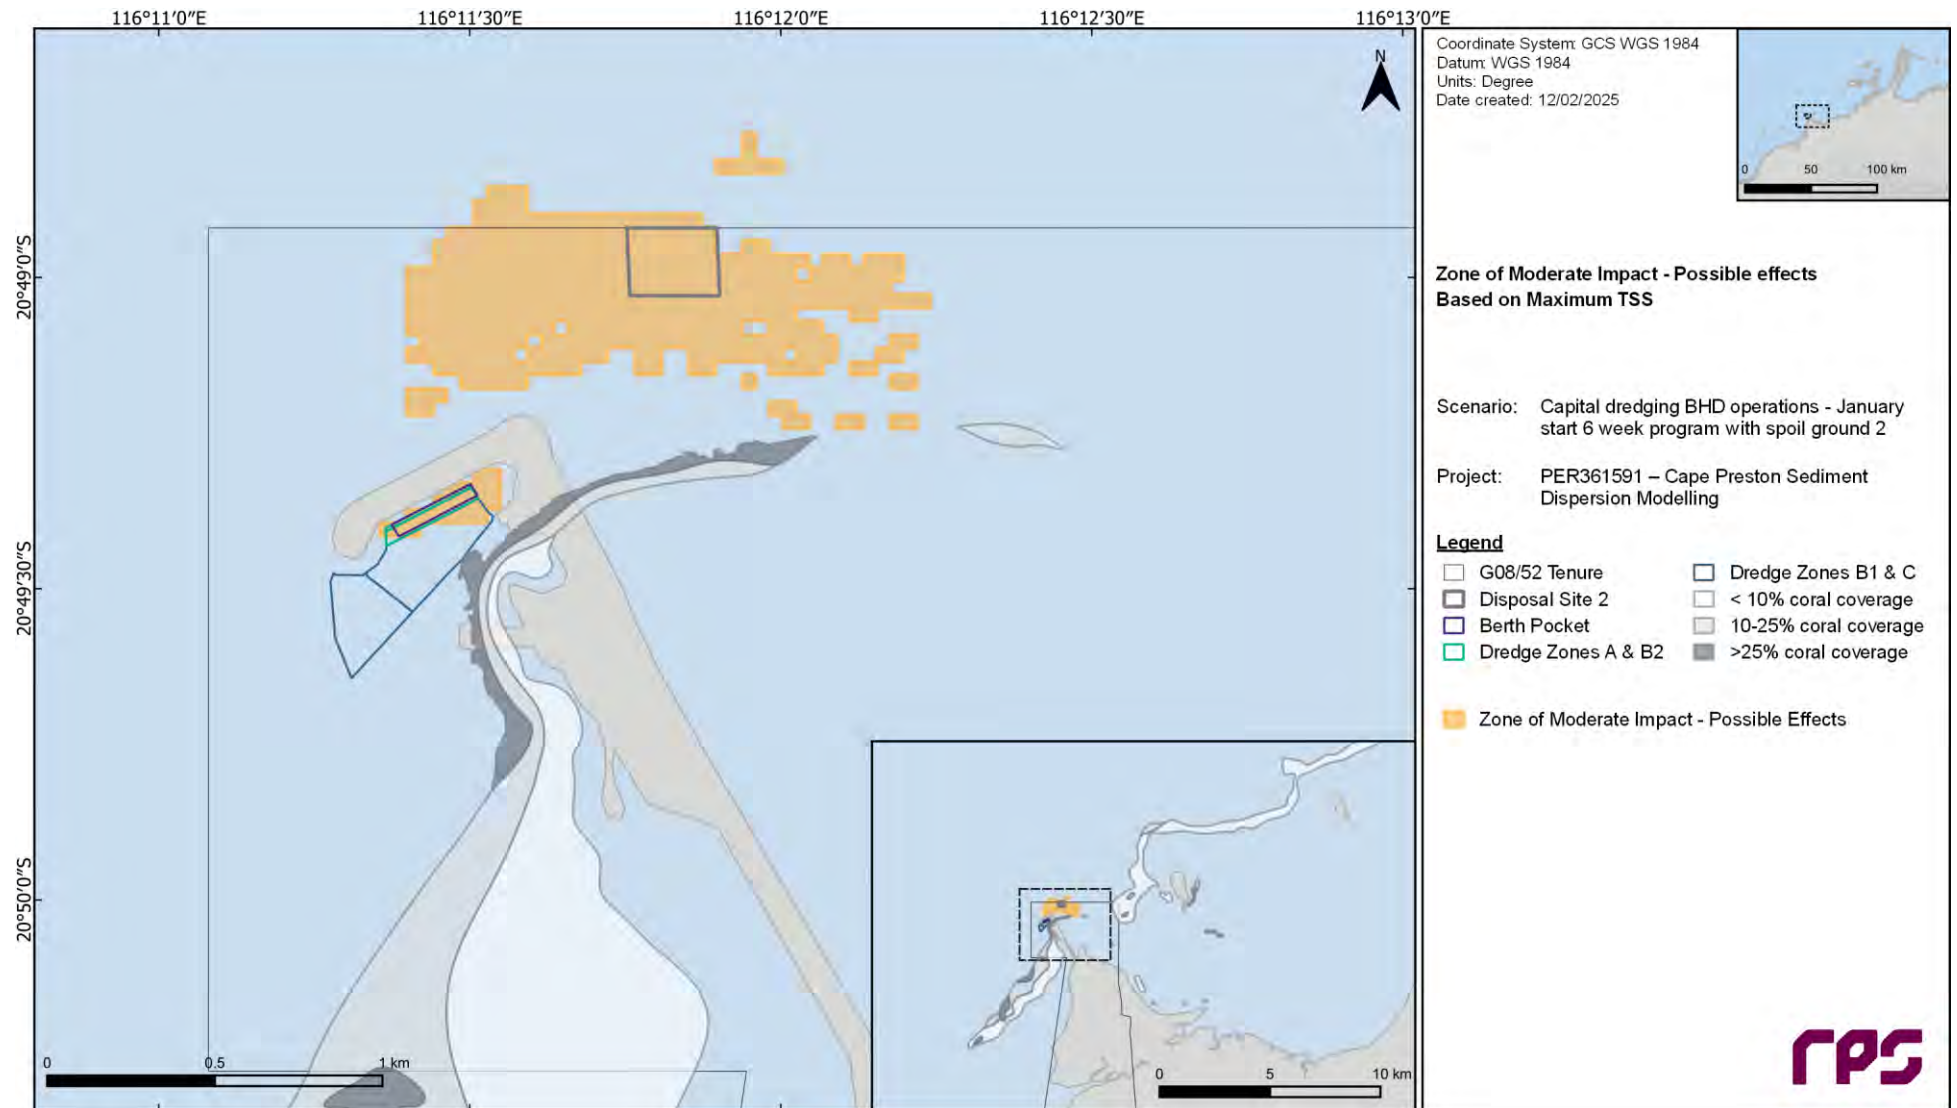 116°11′0″E 116°11′30″E 116°12′0″E 116°12′30″E 116°13′0″E
20°49′0″S
20°49′30″S
20°50′0″S
N
0 0.5 1 km
0 5 10 km
Coordinate System: GCS WGS 1984
Datum: WGS 1984
Units: Degree
Date created: 12/02/2025
0 50 100 km
Zone of Moderate Impact - Possible effects
Based on Maximum TSS
Scenario: Capital dredging BHD operations - January
start 6 week program with spoil ground 2
Project: PER361591 – Cape Preston Sediment
Dispersion Modelling
Legend
G08/52 Tenure
Disposal Site 2
Berth Pocket
Dredge Zones A & B2
Dredge Zones B1 & C
< 10% coral coverage
10-25% coral coverage
>25% coral coverage
Zone of Moderate Impact - Possible Effects
rps